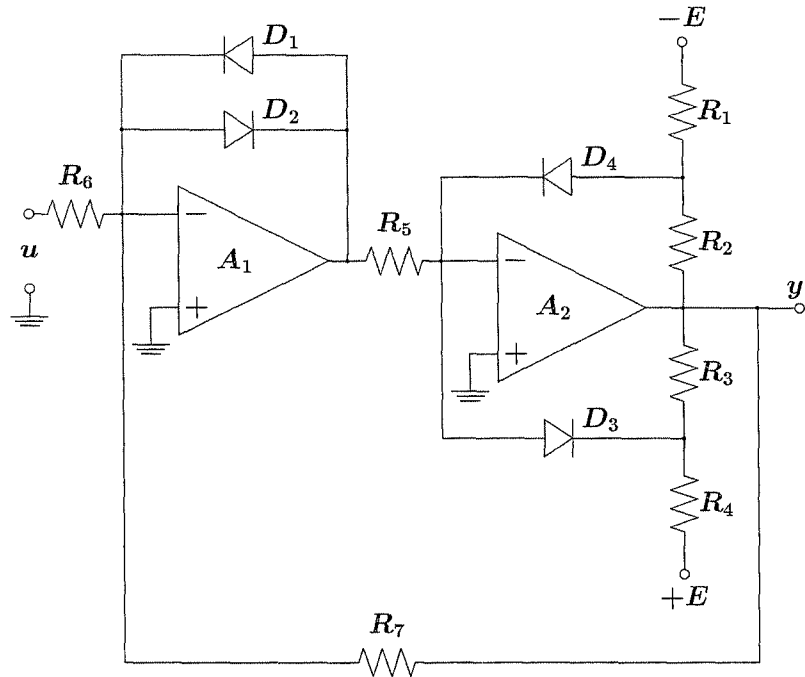 −E
D₁
D₂
R₁
D₄
R₆
R₅
R₂
−
A₁
u
+
−
A₂
y
+
R₃
D₃
R₄
+E
R₇